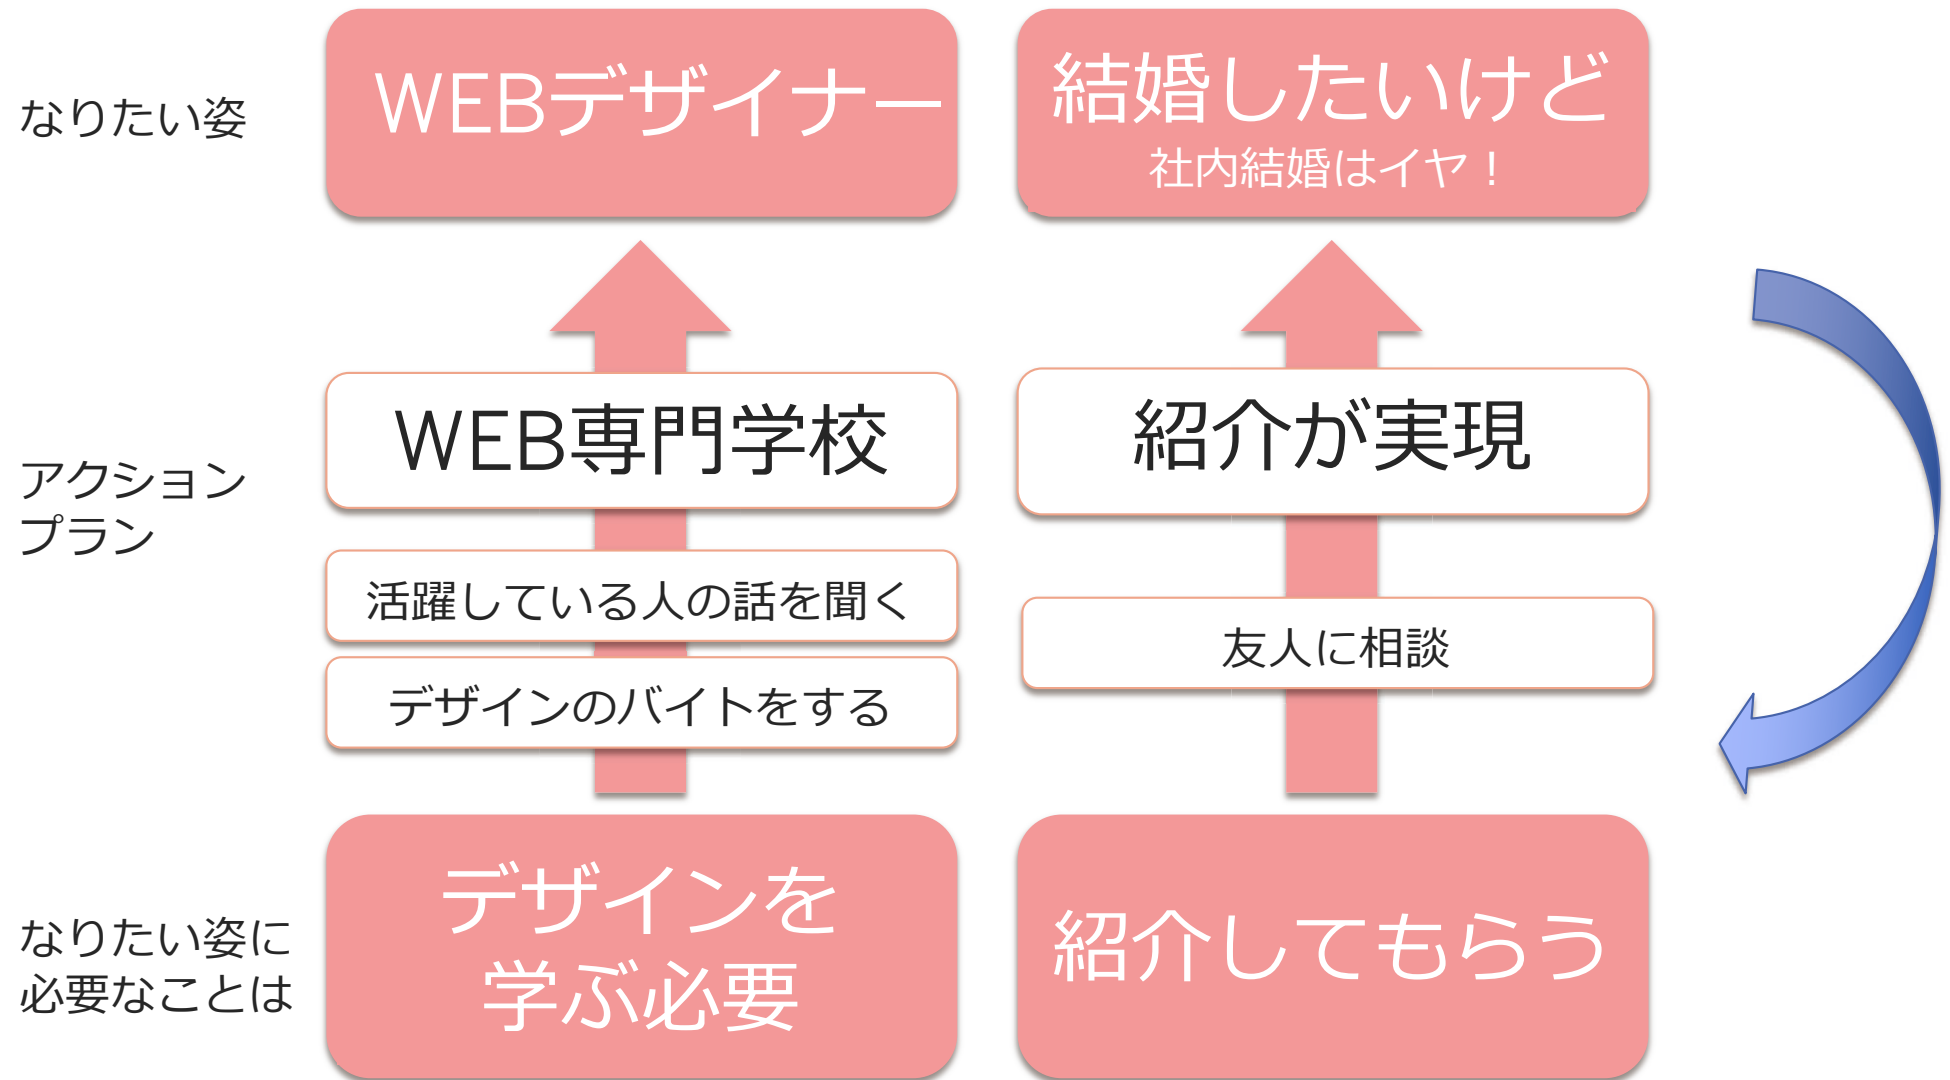 なりたい姿
WEBデザイナー
結婚したいけど
社内結婚はイヤ！
アクション
プラン
WEB専門学校
活躍している人の話を聞く
デザインのバイトをする
紹介が実現
友人に相談
なりたい姿に
必要なことは
デザインを
学ぶ必要
紹介してもらう